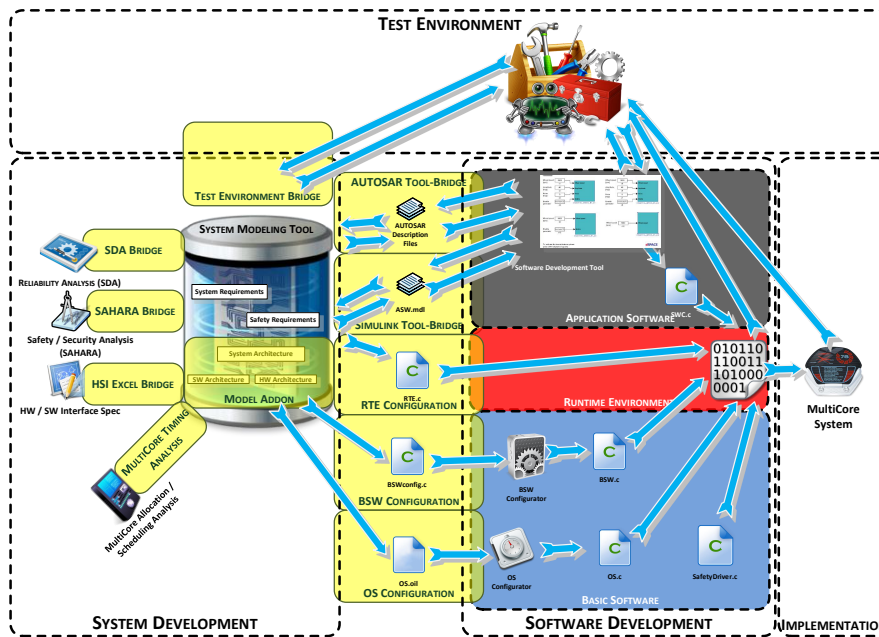 TEST ENVIRONMENT
TEST ENVIRONMENT BRIDGE
AUTOSAR TOOL-BRIDGE
SYSTEM MODELING TOOL
AUTOSAR
Description
Files
SDA BRIDGE
RELIABILITY ANALYSIS (SDA)
System Requirements
Safety Requirements
SAHARA BRIDGE
Safety / Security Analysis
(SAHARA)
ASW.mdl
SIMULINK TOOL-BRIDGE
Software Development Tool
SWC.c
APPLICATION SOFTWARE
System Architecture
SW Architecture
HW Architecture
MODEL ADDON
HSI EXCEL BRIDGE
HW / SW Interface Spec
RTE.c
RTE CONFIGURATION
RUNTIME ENVIRONMENT
010110
110011
101000
0001
MultiCore
System
MULTICORE TIMING
ANALYSIS
MultiCore Allocation /
Scheduling Analysis
C
BSWconfig.c
BSW CONFIGURATION
BSW
Configurator
C
BSW.c
OS.oil
OS CONFIGURATION
OS
Configurator
C
OS.c
C
SafetyDriver.c
BASIC SOFTWARE
SYSTEM DEVELOPMENT
SOFTWARE DEVELOPMENT
IMPLEMENTATIO